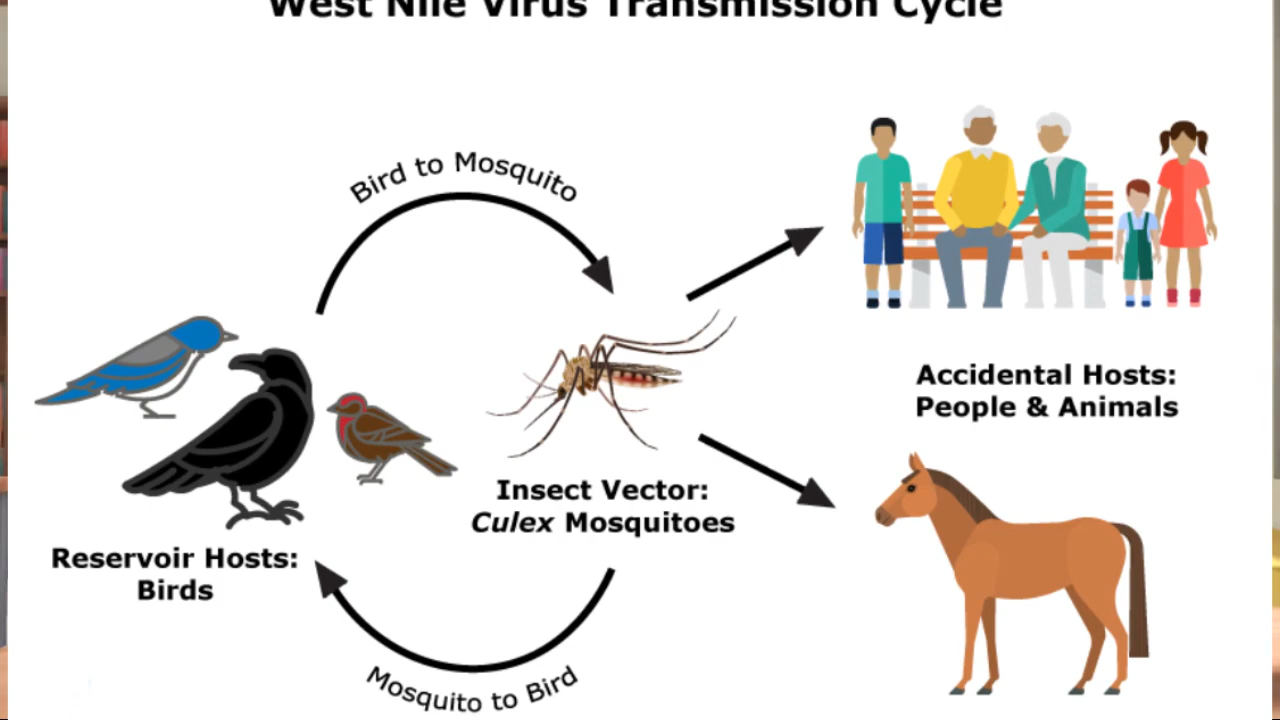 West Nile Virus Transmission Cycle
Bird to Mosquito
Accidental Hosts:
People & Animals
Insect Vector:
Culex Mosquitoes
Reservoir Hosts:
Birds
Mosquito to Bird